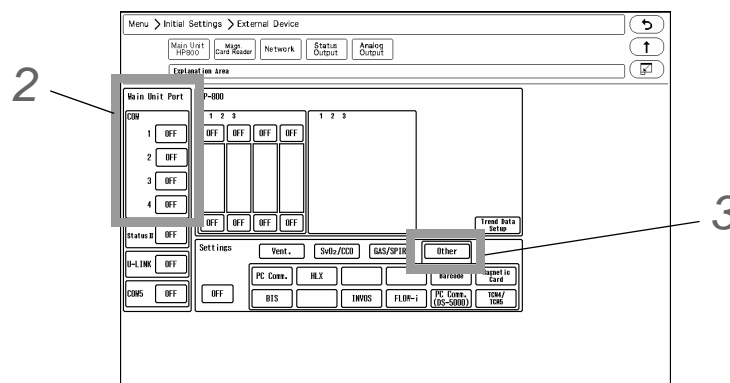 Menu > Initial Settings > External Device
Main Unit HP800
Magn. Card Reader
Network
Status Output
Analog Output
Explanation Area
2
Main Unit Port
COM
1 OFF
2 OFF
3 OFF
4 OFF
Status II OFF
U-LINK OFF
COM5 OFF
P-800
1 2 3
OFF OFF OFF OFF
OFF OFF OFF OFF
1 2 3
Trend Data Setup
3
Settings
Vent.
SvO2/CCO
GAS/SPIR
Other
PC Comm.
HLX
Barcode
Magnetic Card
OFF
BIS
INVOS
FLOW-i
PC Comm. (DS-5000)
TCM4/ TCM5